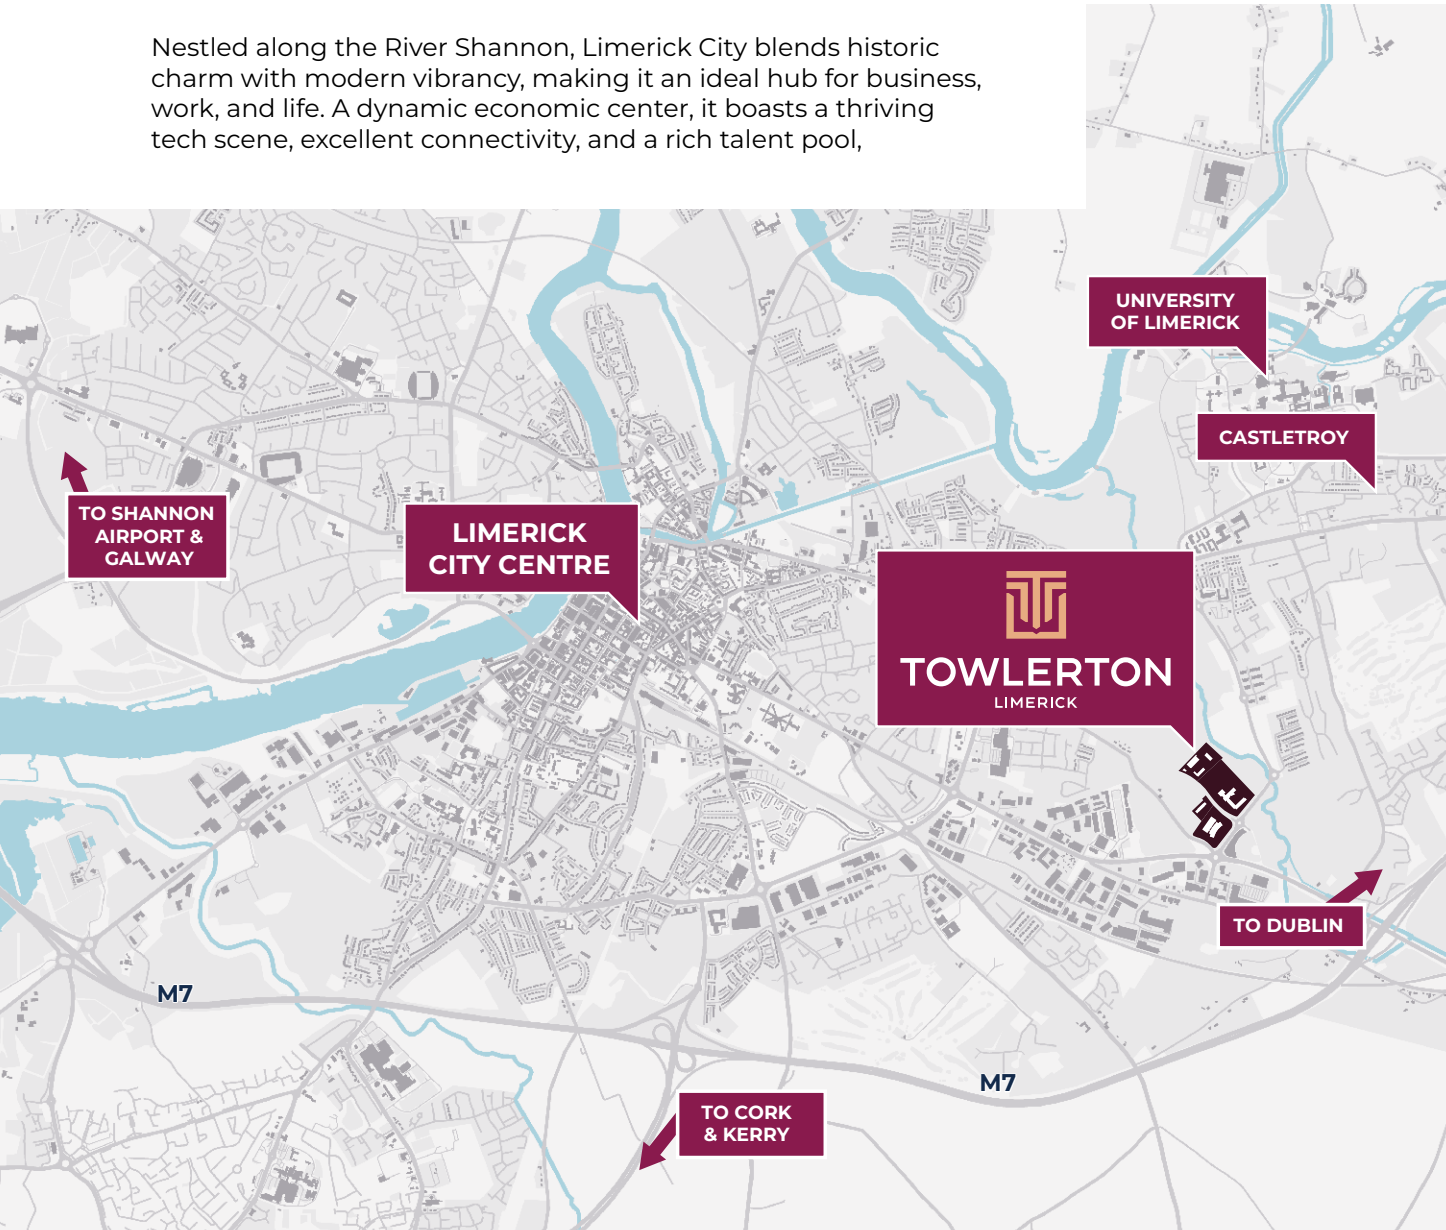 Nestled along the River Shannon, Limerick City blends historic
charm with modern vibrancy, making it an ideal hub for business,
work, and life. A dynamic economic center, it boasts a thriving
tech scene, excellent connectivity, and a rich talent pool,
UNIVERSITY
OF LIMERICK
CASTLETROY
TO SHANNON
AIRPORT &
GALWAY
LIMERICK
CITY CENTRE
TOWLERTON
LIMERICK
TO DUBLIN
M7
M7
TO CORK
& KERRY